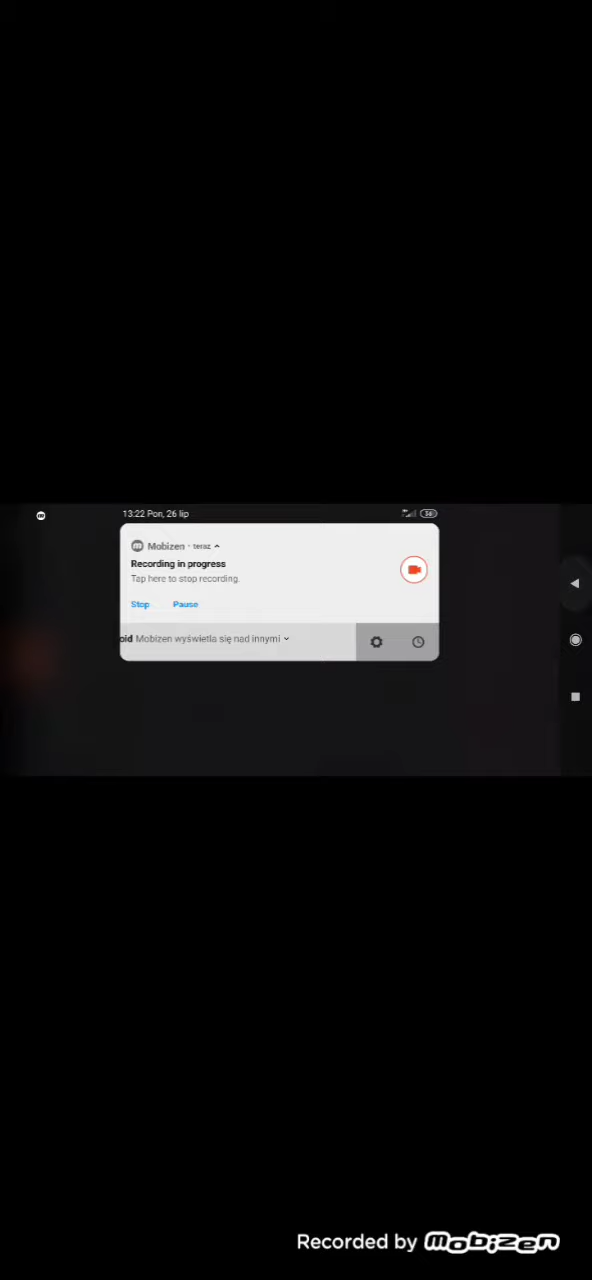 13:22 Pon, 26 lip
Mobizen · teraz
Recording in progress
Tap here to stop recording.
Stop Pause
oid Mobizen wyświetla się nad innymi
Recorded by mobizen